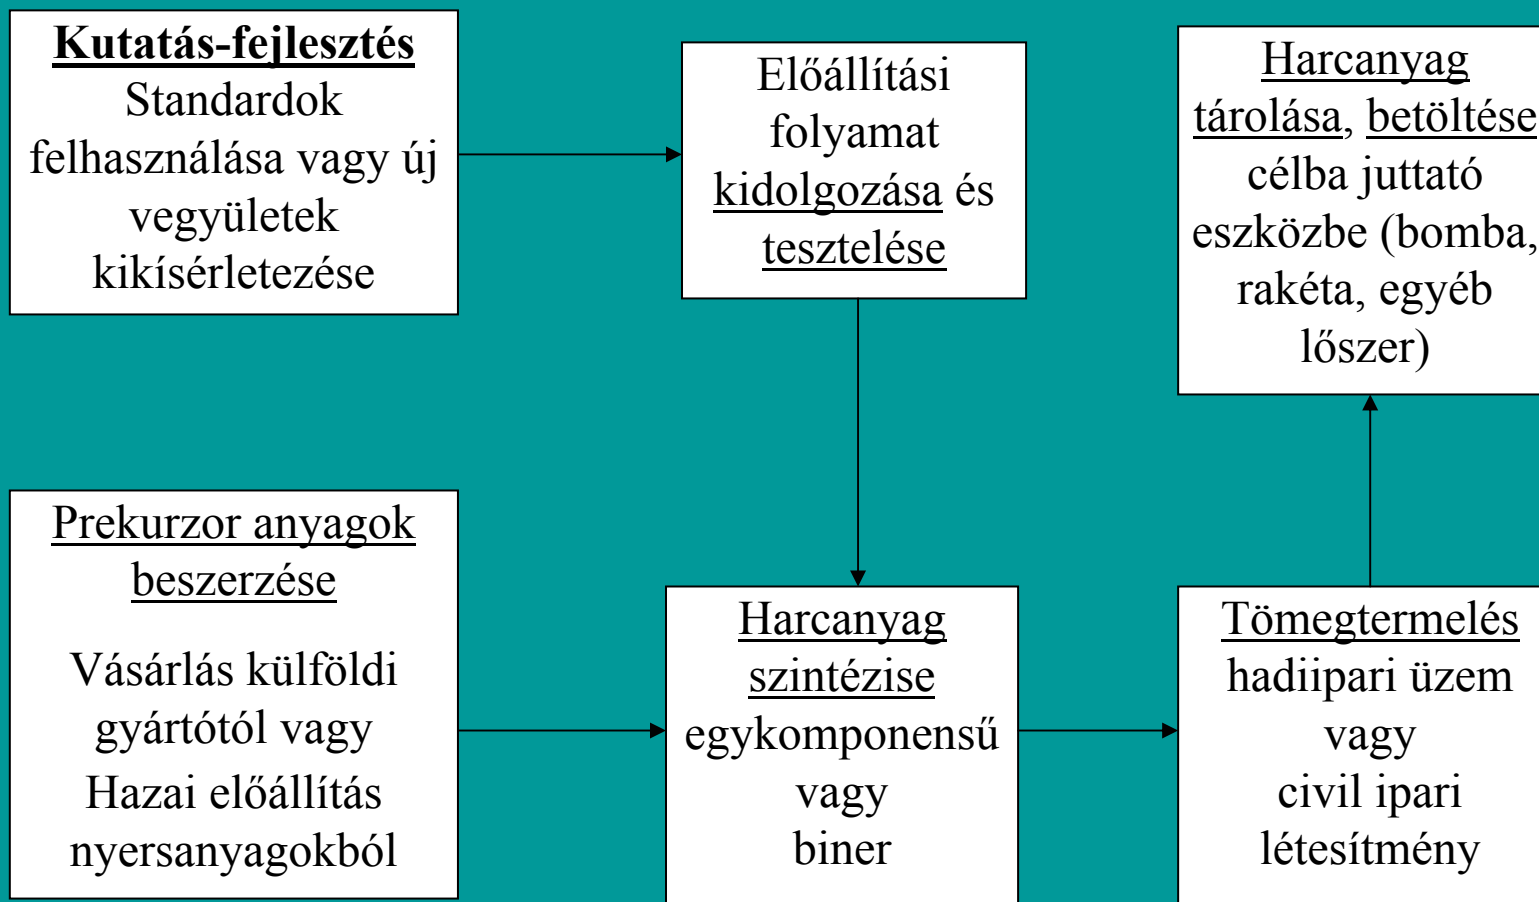 Kutatás-fejlesztés
Standardok
felhasználása vagy új
vegyületek
kikísérletezése
Előállítási
folyamat
kidolgozása és
tesztelése
Harcanyag
tárolása, betöltése
célba juttató
eszközbe (bomba,
rakéta, egyéb
lőszer)
Prekurzor anyagok
beszerzése
Vásárlás külföldi
gyártótól vagy
Hazai előállítás
nyersanyagokból
Harcanyag
szintézise
egykomponensű
vagy
biner
Tömegtermelés
hadiipari üzem
vagy
civil ipari
létesítmény